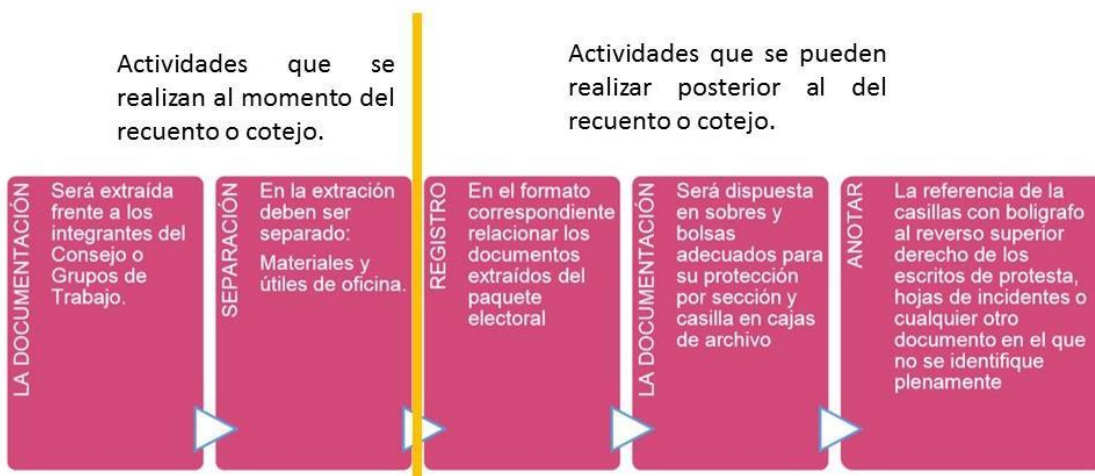 Actividades que se
realizan al momento del
recuento o cotejo.
Actividades que se pueden
realizar posterior al del
recuento o cotejo.
LA DOCUMENTACIÓN
Será extraída
frente a los
integrantes del
Consejo o
Grupos de
Trabajo.
SEPARACIÓN
En la extración
deben ser
separado:
Materiales y
útiles de oficina.
REGISTRO
En el formato
correspondiente
relacionar los
documentos
extraídos del
paquete
electoral
LA DOCUMENTACIÓN
Será dispuesta
en sobres y
bolsas
adecuados para
su protección
por sección y
casilla en cajas
de archivo
ANOTAR
La referencia de la
casillas con boligrafo
al reverso superior
derecho de los
escritos de protesta,
hojas de incidentes o
cualquier otro
documento en el que
no se identifique
plenamente